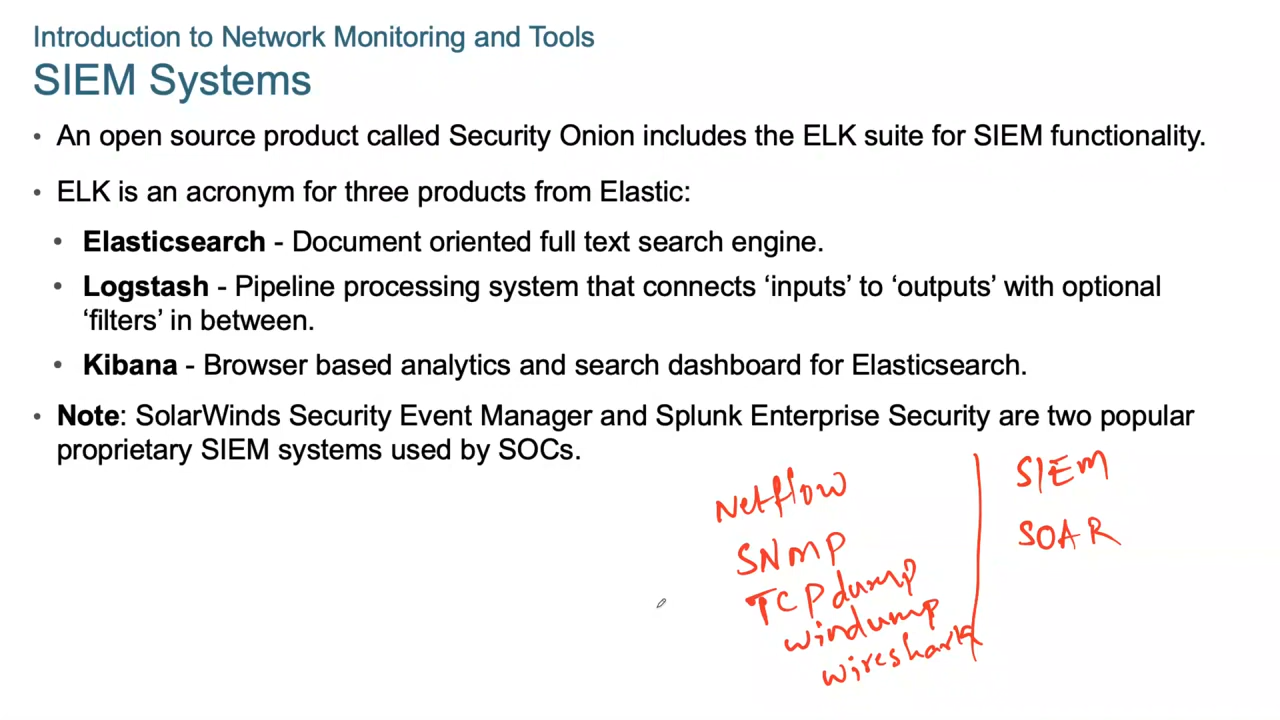 Introduction to Network Monitoring and Tools
SIEM Systems
• An open source product called Security Onion includes the ELK suite for SIEM functionality.
• ELK is an acronym for three products from Elastic:
• Elasticsearch - Document oriented full text search engine.
• Logstash - Pipeline processing system that connects ‘inputs’ to ‘outputs’ with optional
‘filters’ in between.
• Kibana - Browser based analytics and search dashboard for Elasticsearch.
• Note: SolarWinds Security Event Manager and Splunk Enterprise Security are two popular
proprietary SIEM systems used by SOCs.
Netflow
SNMP
TCPdump
windump
wireshark
SIEM
SOAR